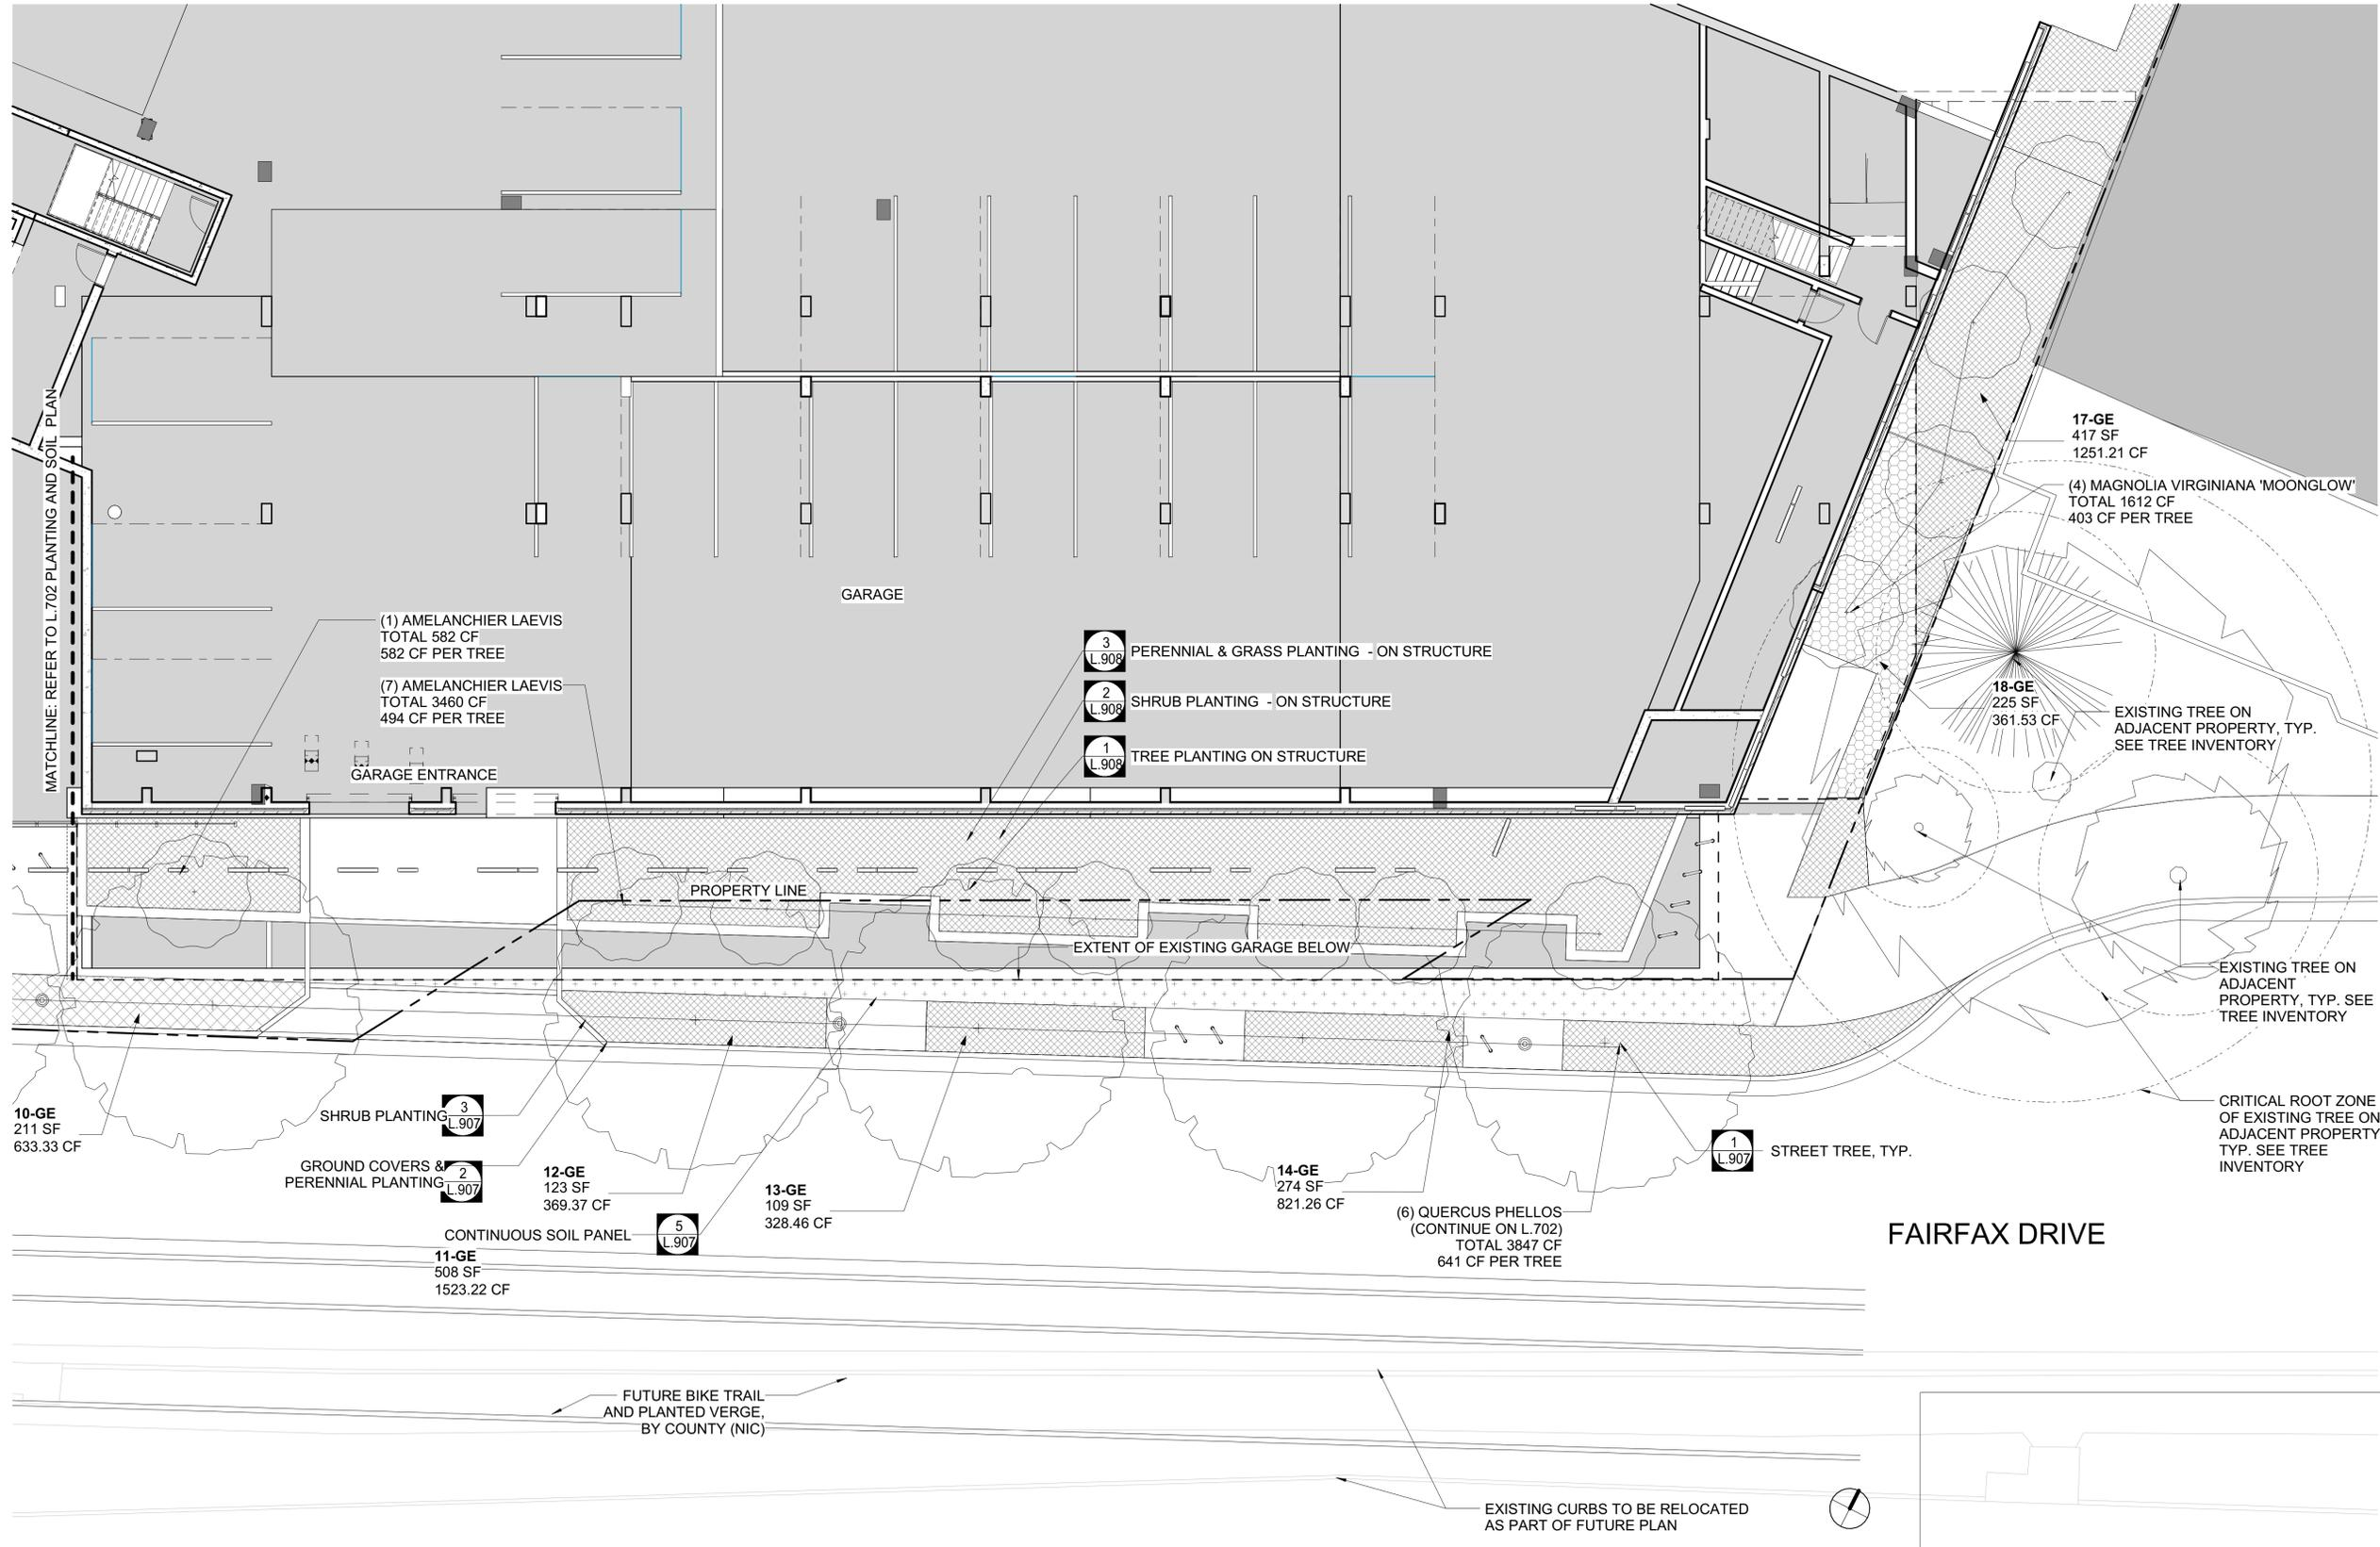 MATCHLINE: REFER TO L.702 PLANTING AND SOIL PLAN
17-GE
417 SF
1251.21 CF
(4) MAGNOLIA VIRGINIANA 'MOONGLOW'
TOTAL 1612 CF
403 CF PER TREE
GARAGE
(1) AMELANCHIER LAEVIS
TOTAL 582 CF
582 CF PER TREE
(7) AMELANCHIER LAEVIS
TOTAL 3460 CF
494 CF PER TREE
3
L.908
PERENNIAL & GRASS PLANTING - ON STRUCTURE
2
L.908
SHRUB PLANTING - ON STRUCTURE
1
L.908
TREE PLANTING ON STRUCTURE
18-GE
225 SF
361.53 CF
EXISTING TREE ON
ADJACENT PROPERTY, TYP.
SEE TREE INVENTORY
GARAGE ENTRANCE
PROPERTY LINE
EXTENT OF EXISTING GARAGE BELOW
EXISTING TREE ON
ADJACENT
PROPERTY, TYP. SEE
TREE INVENTORY
10-GE
211 SF
633.33 CF
SHRUB PLANTING
3
L.907
GROUND COVERS &
PERENNIAL PLANTING
2
L.907
12-GE
123 SF
369.37 CF
13-GE
109 SF
328.46 CF
14-GE
274 SF
821.26 CF
1
L.907
STREET TREE, TYP.
CRITICAL ROOT ZONE
OF EXISTING TREE ON
ADJACENT PROPERTY
TYP. SEE TREE
INVENTORY
CONTINUOUS SOIL PANEL
5
L.907
11-GE
508 SF
1523.22 CF
(6) QUERCUS PHELLOS
(CONTINUE ON L.702)
TOTAL 3847 CF
641 CF PER TREE
FAIRFAX DRIVE
FUTURE BIKE TRAIL
AND PLANTED VERGE,
BY COUNTY (NIC)
EXISTING CURBS TO BE RELOCATED
AS PART OF FUTURE PLAN